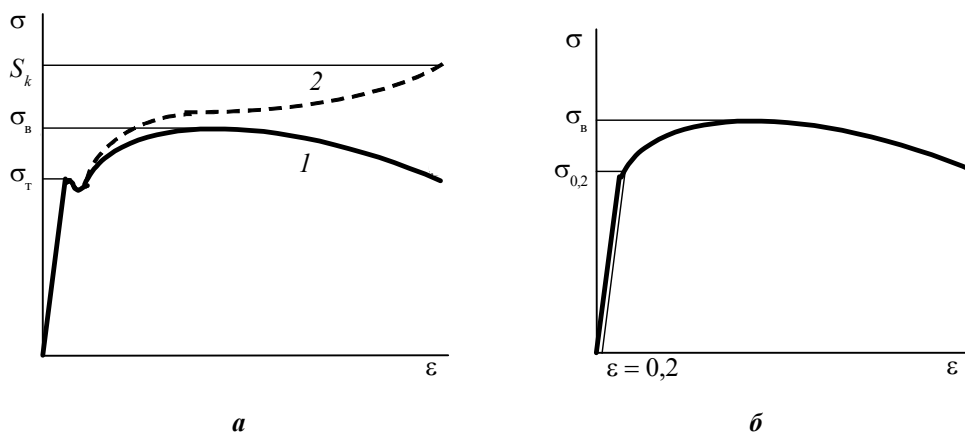 σ
S_k
2
σ_в
1
σ_т
ε
а
σ
σ_в
σ_0,2
ε = 0,2
ε
б